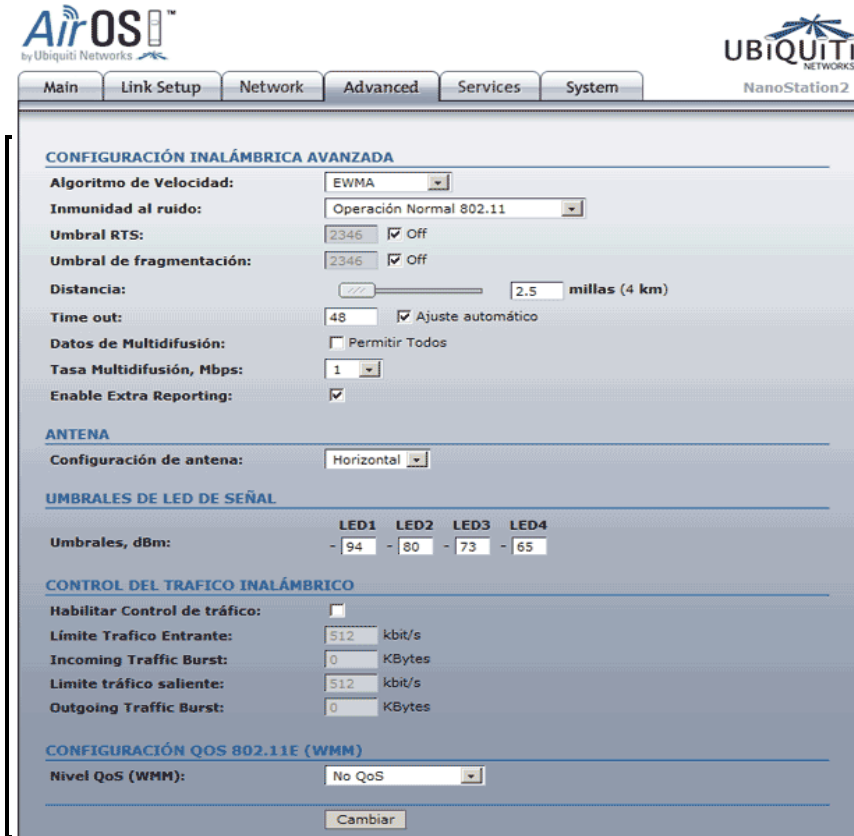 AirOS™
by Ubiquiti Networks
UBiQUiTi
NETWORKS
Main Link Setup Network Advanced Services System NanoStation2
CONFIGURACIÓN INALÁMBRICA AVANZADA
Algoritmo de Velocidad: EWMA
Inmunidad al ruido: Operación Normal 802.11
Umbral RTS: 2346 Off
Umbral de fragmentación: 2346 Off
Distancia: 2.5 millas (4 km)
Time out: 48 Ajuste automático
Datos de Multidifusión: Permitir Todos
Tasa Multidifusión, Mbps: 1
Enable Extra Reporting:
ANTENA
Configuración de antena: Horizontal
UMBRALES DE LED DE SEÑAL
LED1 LED2 LED3 LED4
Umbrales, dBm: - 94 - 80 - 73 - 65
CONTROL DEL TRAFICO INALÁMBRICO
Habilitar Control de tráfico:
Límite Trafico Entrante: 512 kbit/s
Incoming Traffic Burst: 0 KBytes
Limite tráfico saliente: 512 kbit/s
Outgoing Traffic Burst: 0 KBytes
CONFIGURACIÓN QOS 802.11E (WMM)
Nivel QoS (WMM): No QoS
Cambiar